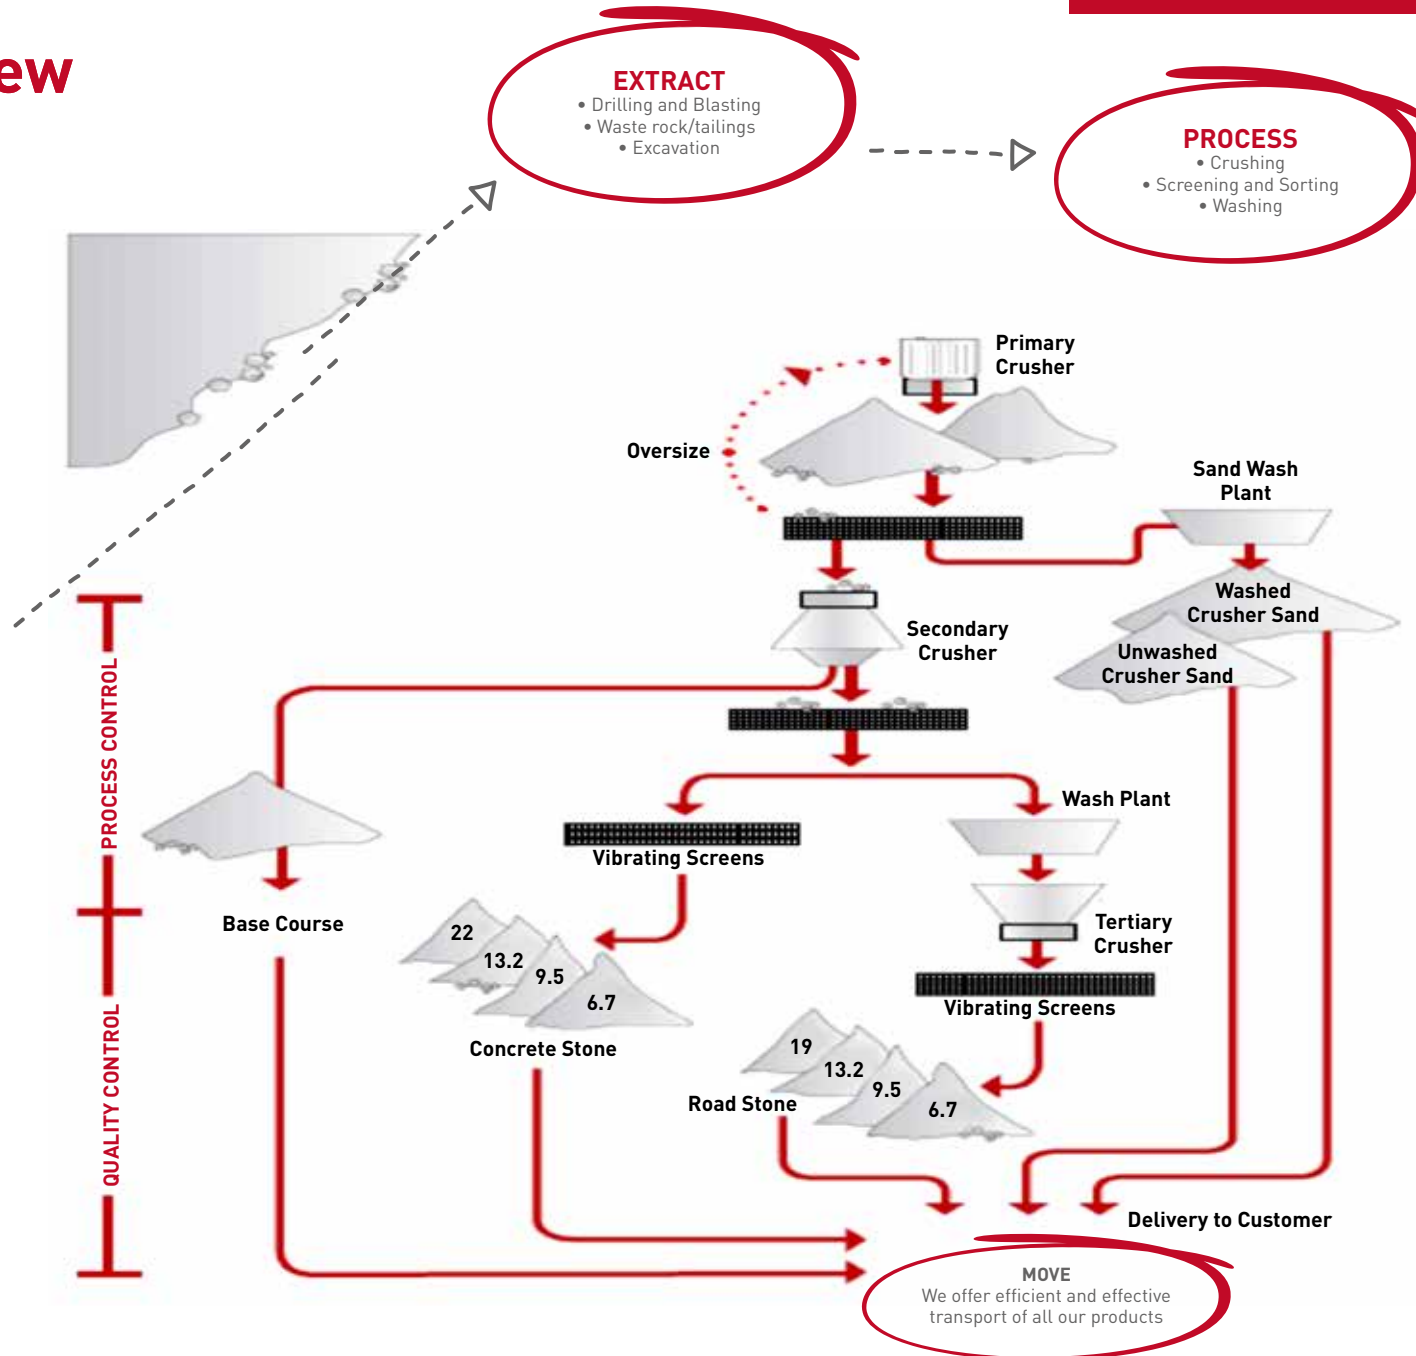 ew
EXTRACT
• Drilling and Blasting
• Waste rock/tailings
• Excavation
PROCESS
• Crushing
• Screening and Sorting
• Washing
Primary
Crusher
Oversize
Sand Wash
Plant
Washed
Crusher Sand
Unwashed
Crusher Sand
Secondary
Crusher
PROCESS CONTROL
Wash Plant
Vibrating Screens
Base Course
22
13.2
9.5
6.7
Concrete Stone
Tertiary
Crusher
Vibrating Screens
QUALITY CONTROL
19
13.2
9.5
6.7
Road Stone
Delivery to Customer
MOVE
We offer efficient and effective
transport of all our products